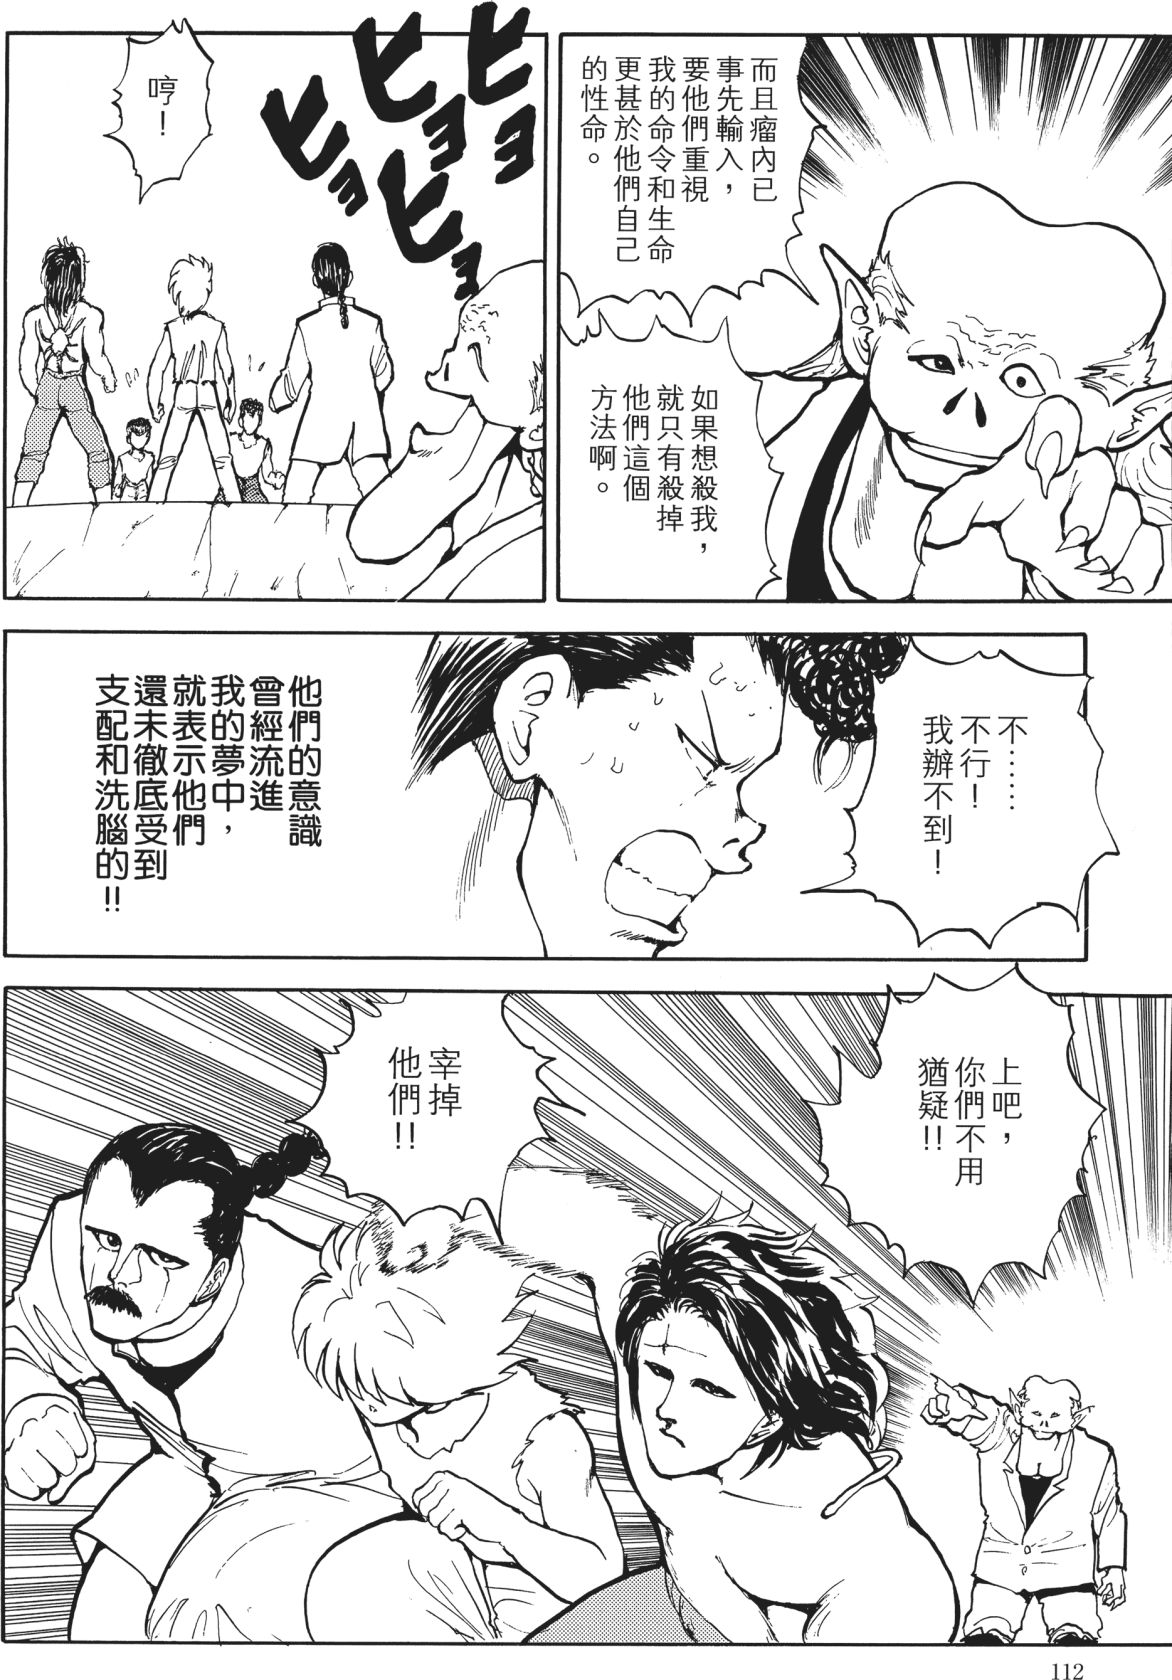 而且瘤內已
事先輸入，
要他們重視
我的命令和生命
更甚於他們自己
的性命。
如果想殺我，
就只有殺掉
他們這個
方法啊。
ヒョ
ヒョ
ヒョ
ヒョ
哼！
不……
不行！
我辦不到！
他們的意識
曾經流進
我的夢中，
就表示他們
還未徹底受到
支配和洗腦的!!
上吧，
你們不用
猶疑!!
宰掉
他們!!
112